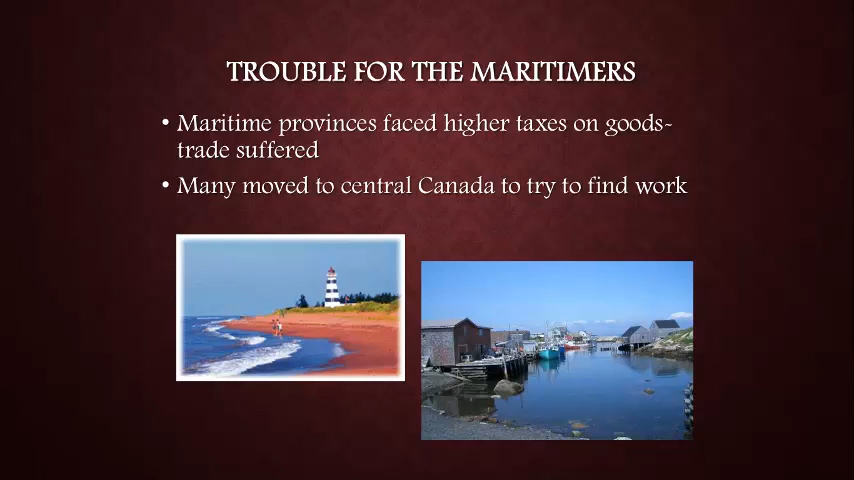 TROUBLE FOR THE MARITIMERS
• Maritime provinces faced higher taxes on goods-
trade suffered
• Many moved to central Canada to try to find work